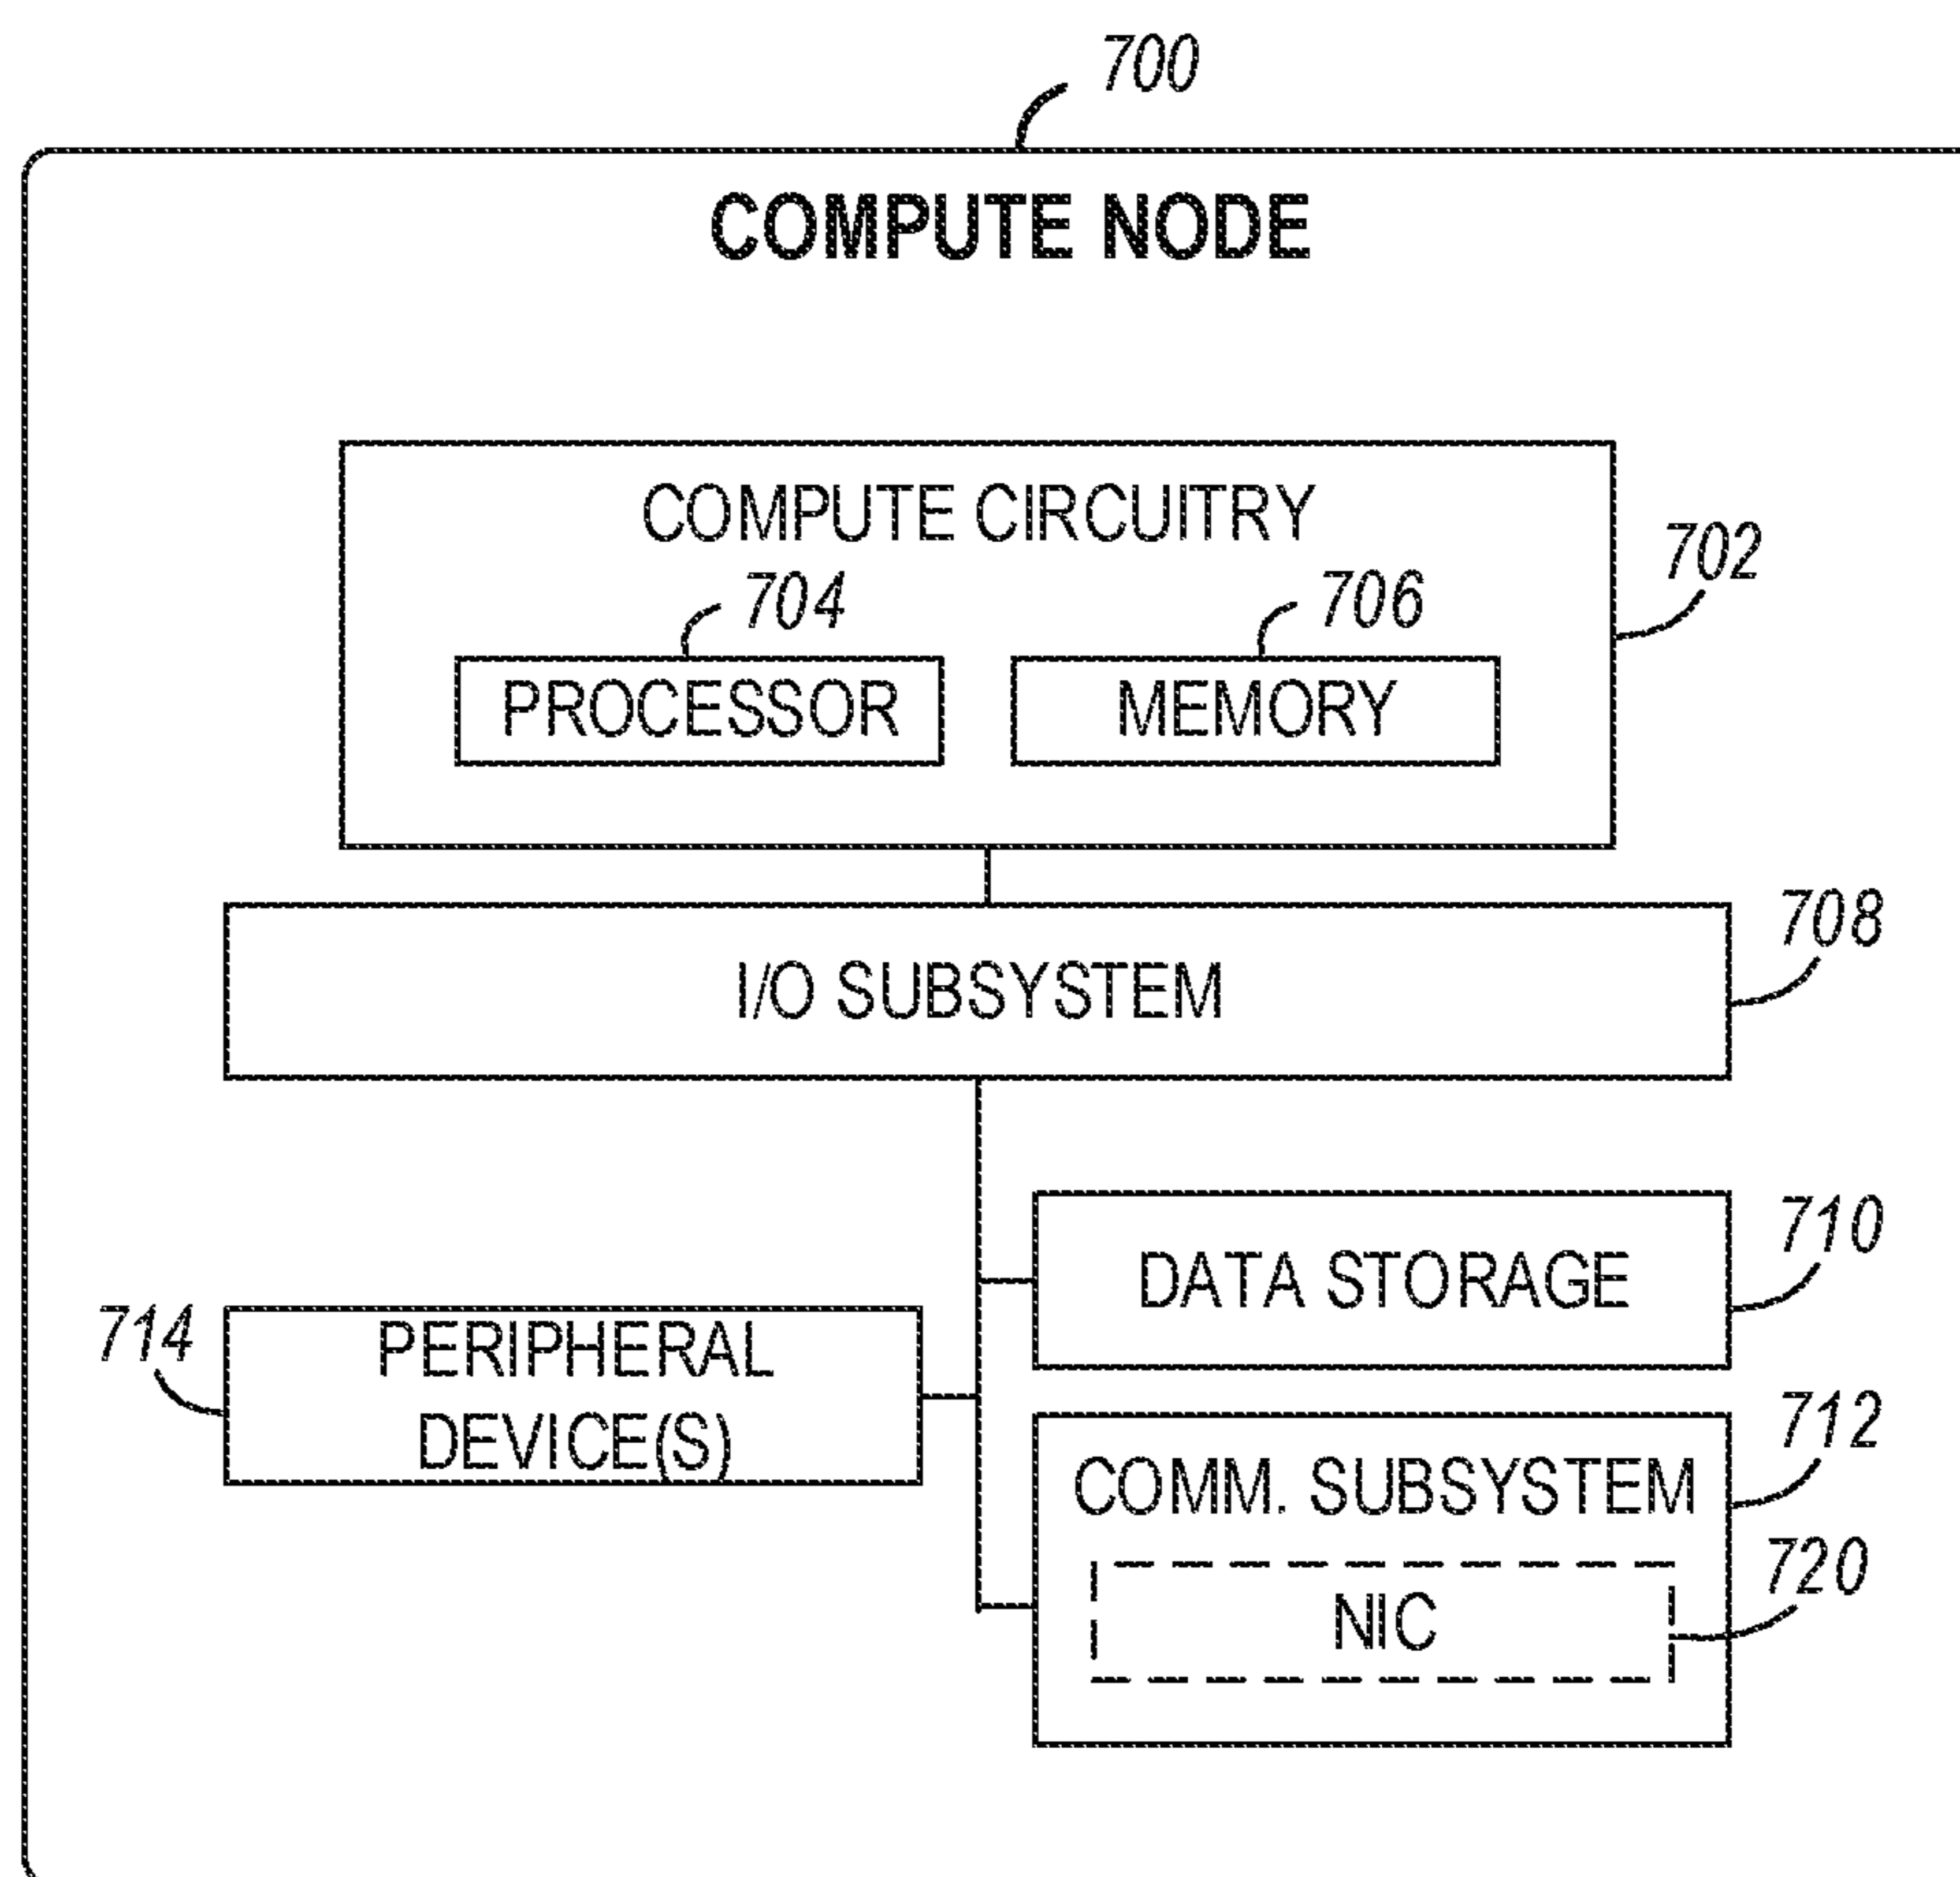 700
COMPUTE NODE
COMPUTE CIRCUITRY
702
704
706
PROCESSOR
MEMORY
708
I/O SUBSYSTEM
710
DATA STORAGE
714
PERIPHERAL
DEVICE(S)
712
COMM. SUBSYSTEM
720
NIC